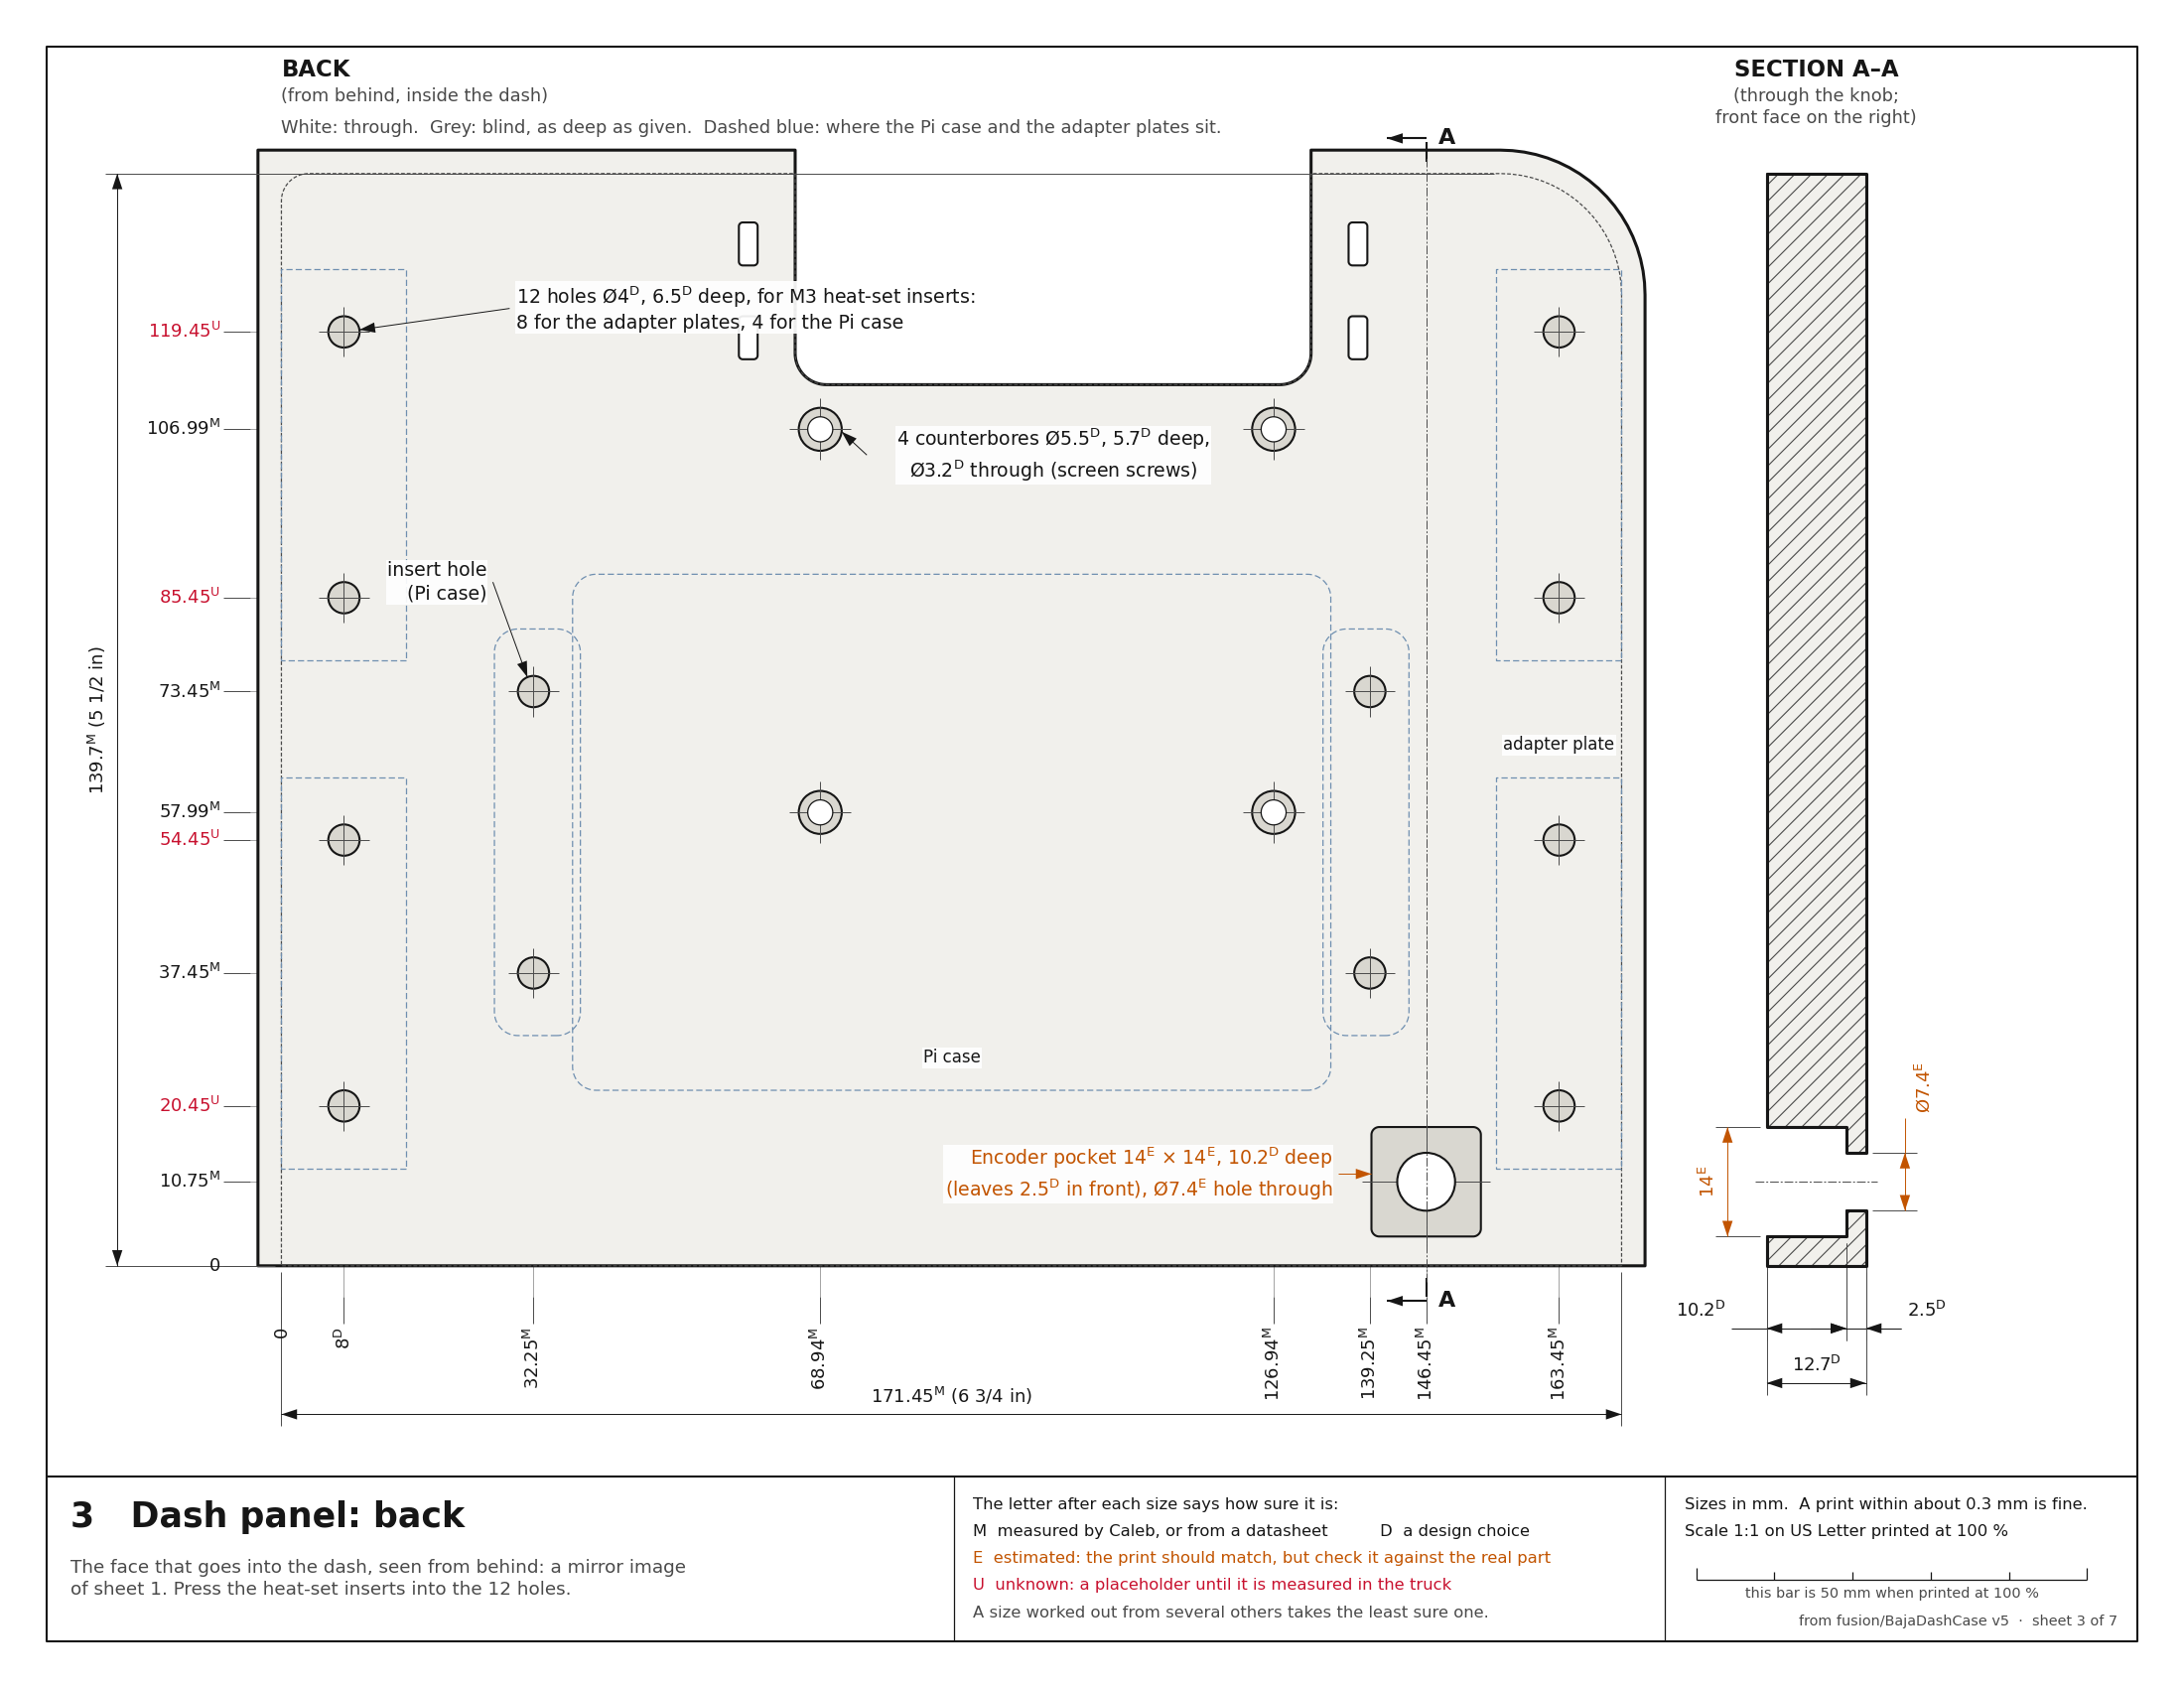 BACK
(from behind, inside the dash)
White: through.  Grey: blind, as deep as given.  Dashed blue: where the Pi case and the adapter plates sit.
SECTION A–A
(through the knob;
front face on the right)
A
12 holes Ø4ᴰ, 6.5ᴰ deep, for M3 heat-set inserts:
8 for the adapter plates, 4 for the Pi case
119.45ᵁ
106.99ᴹ
4 counterbores Ø5.5ᴰ, 5.7ᴰ deep,
Ø3.2ᴰ through (screen screws)
insert hole
(Pi case)
85.45ᵁ
73.45ᴹ
139.7ᴹ (5 1/2 in)
adapter plate
57.99ᴹ
54.45ᵁ
37.45ᴹ
Pi case
20.45ᵁ
10.75ᴹ
0
Encoder pocket 14ᴱ × 14ᴱ, 10.2ᴰ deep
(leaves 2.5ᴰ in front), Ø7.4ᴱ hole through
14ᴱ
Ø7.4ᴱ
A
0
8ᴰ
32.25ᴹ
68.94ᴹ
126.94ᴹ
139.25ᴹ
146.45ᴹ
163.45ᴹ
171.45ᴹ (6 3/4 in)
10.2ᴰ
2.5ᴰ
12.7ᴰ
3   Dash panel: back
The face that goes into the dash, seen from behind: a mirror image
of sheet 1. Press the heat-set inserts into the 12 holes.
The letter after each size says how sure it is:
M  measured by Caleb, or from a datasheet          D  a design choice
E  estimated: the print should match, but check it against the real part
U  unknown: a placeholder until it is measured in the truck
A size worked out from several others takes the least sure one.
Sizes in mm.  A print within about 0.3 mm is fine.
Scale 1:1 on US Letter printed at 100 %
this bar is 50 mm when printed at 100 %
from fusion/BajaDashCase v5  ·  sheet 3 of 7